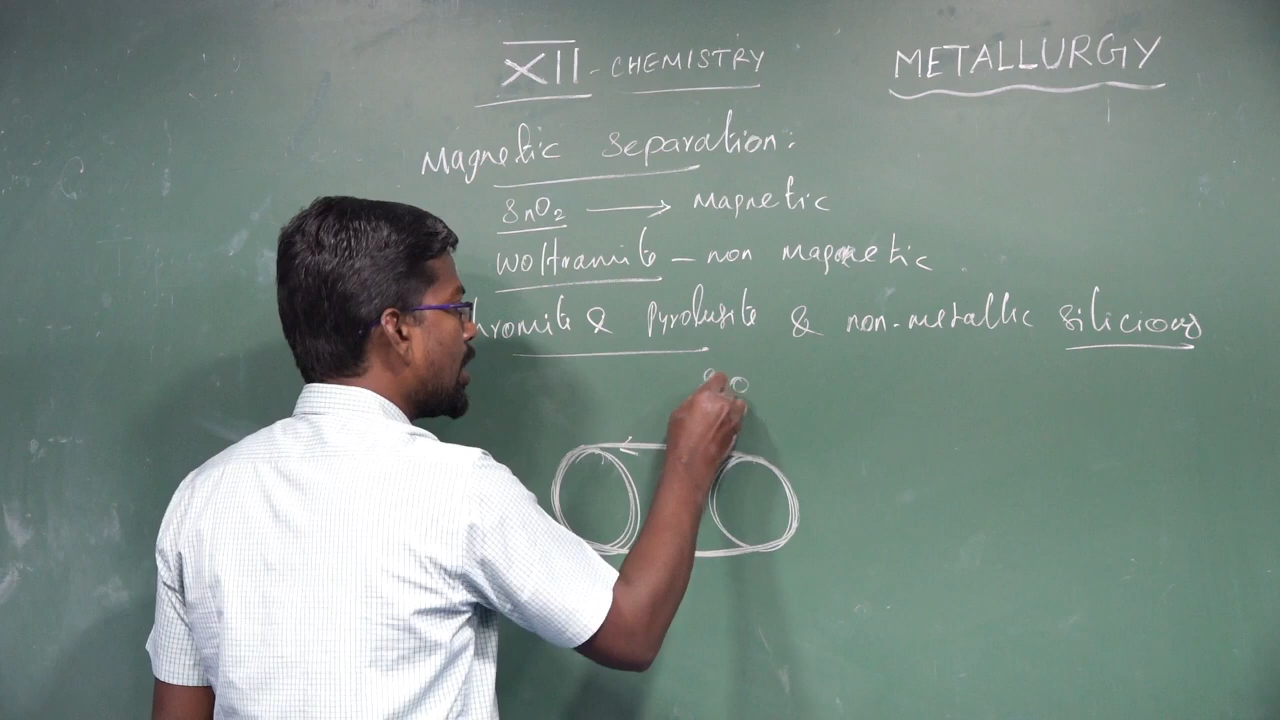 XII - CHEMISTRY
METALLURGY
Magnetic Separation:
SnO2 → Magnetic
Wolframite - non magnetic
hromite & Pyrolusite & non-metallic silicious